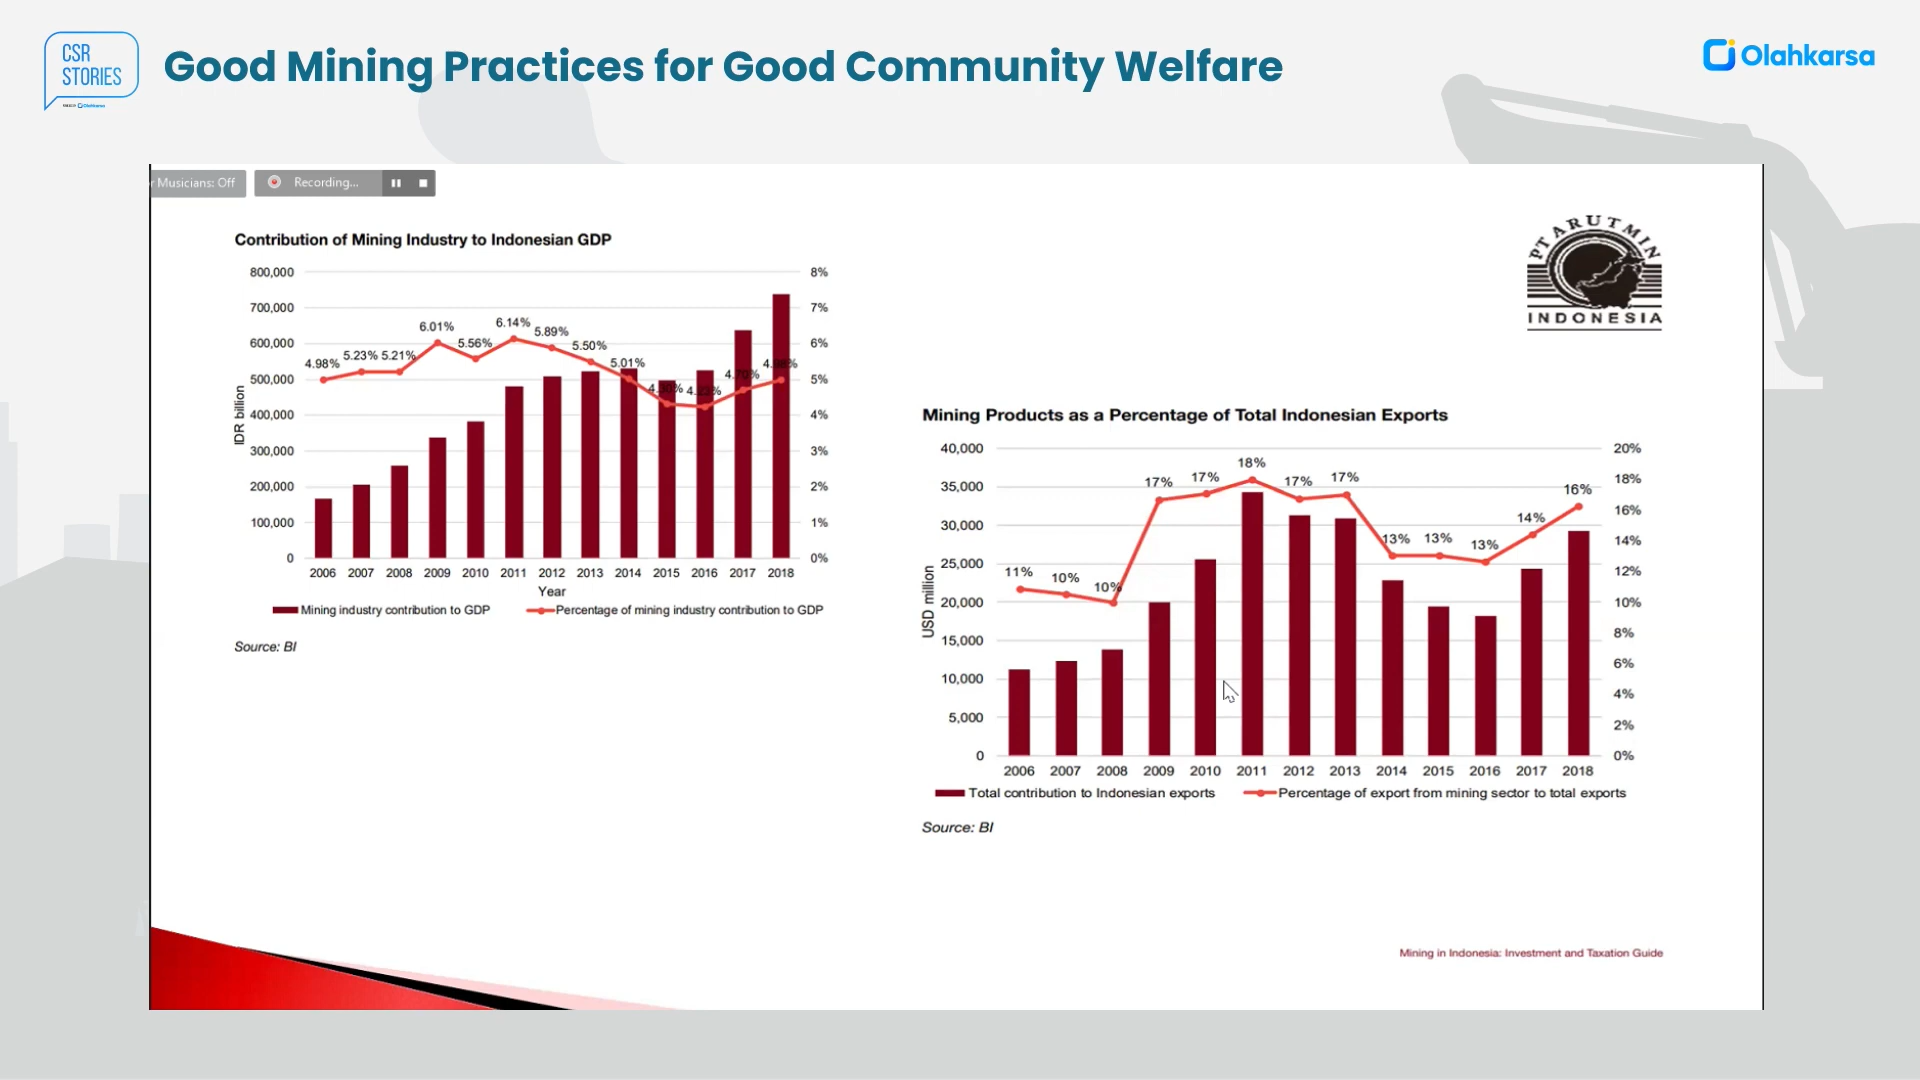 CSR
STORIES
Good Mining Practices for Good Community Welfare
Olahkarsa
r Musicians: Off
Recording...
PT ARUTMIN
INDONESIA
Contribution of Mining Industry to Indonesian GDP
800,000
700,000
600,000
500,000
400,000
300,000
200,000
100,000
0
IDR billion
8%
7%
6%
5%
4%
3%
2%
1%
0%
4.98%
5.23%
5.21%
6.01%
5.56%
6.14%
5.89%
5.50%
5.01%
2006 2007 2008 2009 2010 2011 2012 2013 2014 2015 2016 2017 2018
Year
Mining industry contribution to GDP
Percentage of mining industry contribution to GDP
Source: BI
Mining Products as a Percentage of Total Indonesian Exports
40,000
35,000
30,000
25,000
20,000
15,000
10,000
5,000
0
USD million
20%
18%
16%
14%
12%
10%
8%
6%
4%
2%
0%
11%
10%
10%
17%
17%
18%
17%
17%
13%
13%
13%
14%
16%
2006 2007 2008 2009 2010 2011 2012 2013 2014 2015 2016 2017 2018
Total contribution to Indonesian exports
Percentage of export from mining sector to total exports
Source: BI
Mining in Indonesia: Investment and Taxation Guide